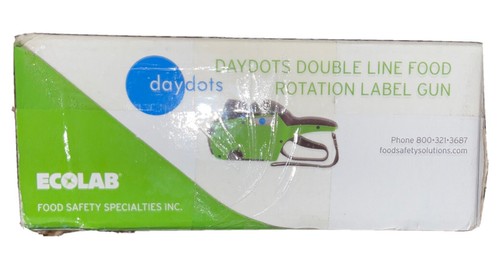 daydots
DAYDOTS DOUBLE LINE FOOD
ROTATION LABEL GUN
Phone 800-321-3687
foodsafetysolutions.com
ECOLAB®
FOOD SAFETY SPECIALTIES INC.